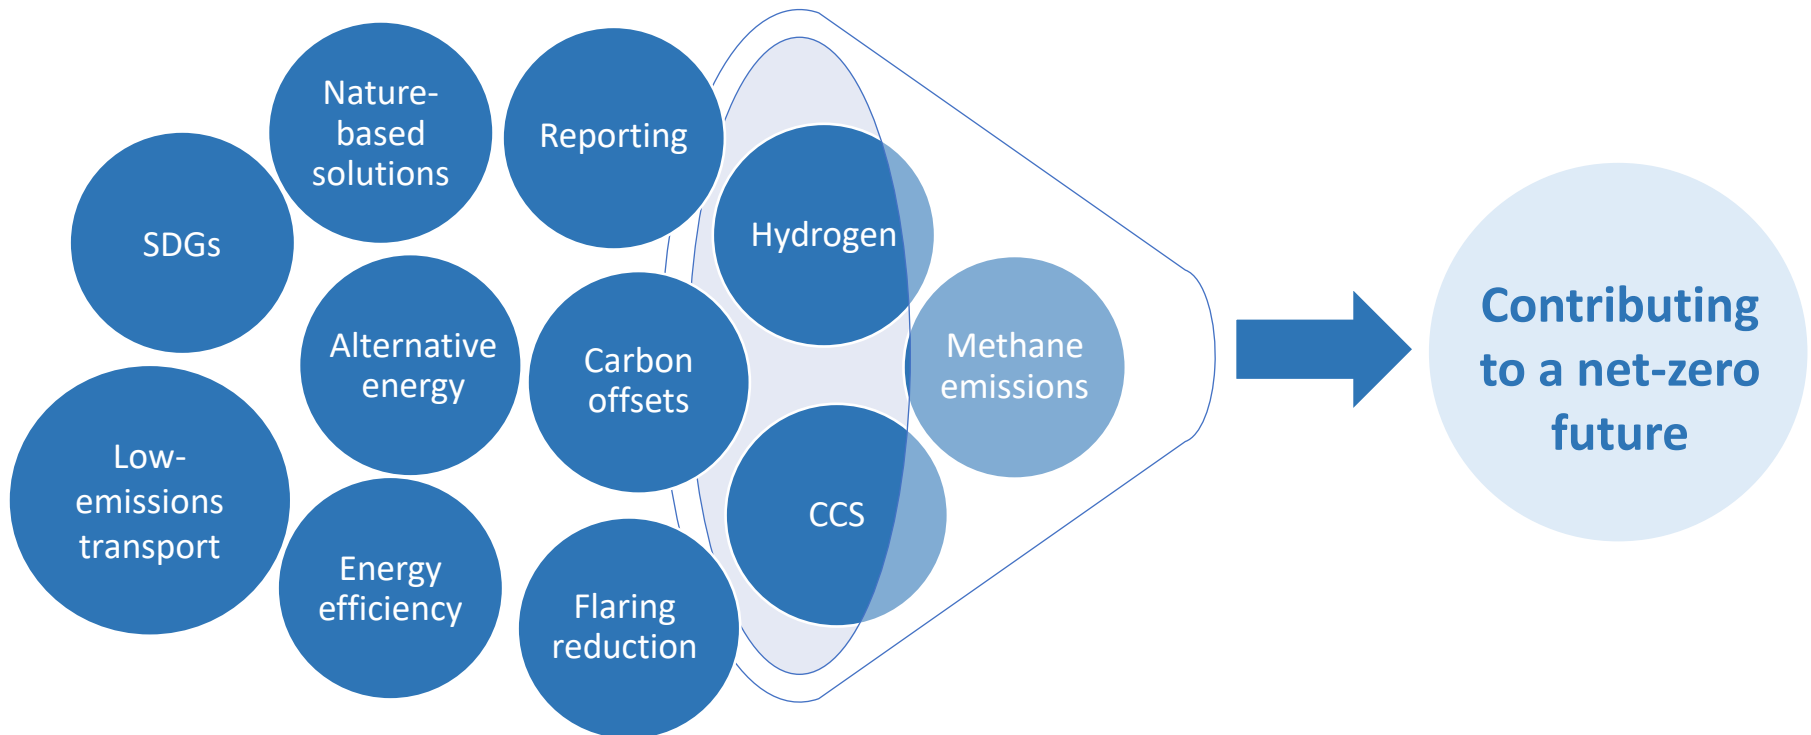 Nature-
based
solutions
Reporting
SDGs
Hydrogen
Alternative
energy
Carbon
offsets
Methane
emissions
Low-
emissions
transport
CCS
Energy
efficiency
Flaring
reduction
Contributing
to a net-zero
future